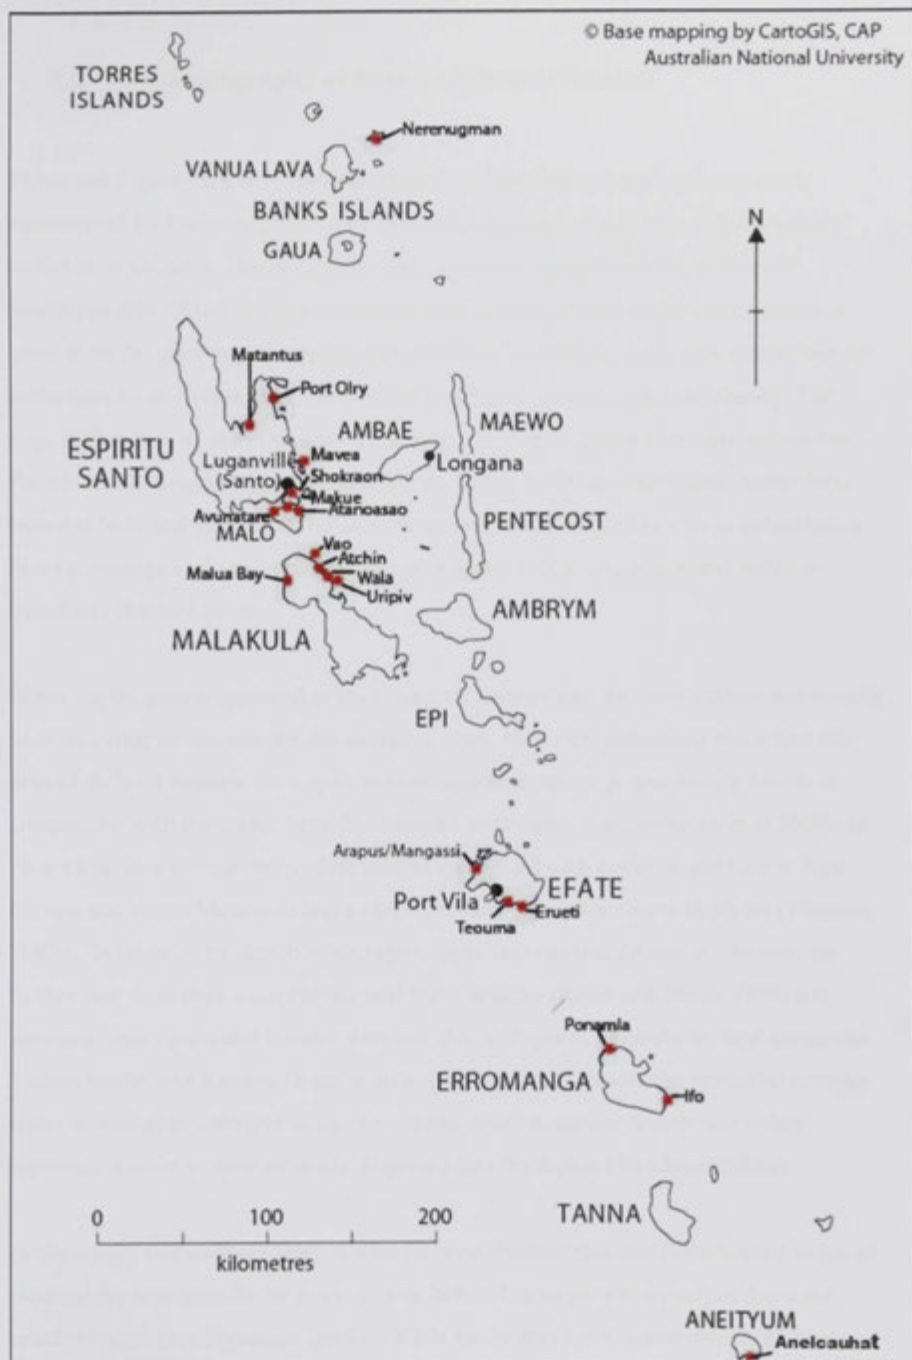 © Base mapping by CartoGIS, CAP
Australian National University
TORRES
ISLANDS
Nerenugman
VANUA LAVA
BANKS ISLANDS
GAUA
N
Matantus
Port Olry
MAEWO
AMBAE
ESPIRITU
SANTO
Luganville
(Santo)
Mavea
Longana
Shokraon
Makue
Avunatare
Atanoasao
MALO
PENTECOST
Vao
Atchin
Malua Bay
Wala
Uripiv
AMBRYM
MALAKULA
EPI
Arapus/Mangassi
EFATE
Port Vila
Erueti
Teouma
Ponamla
ERROMANGA
Ifo
TANNA
0 100 200
kilometres
ANEITYUM
Anelcauhat